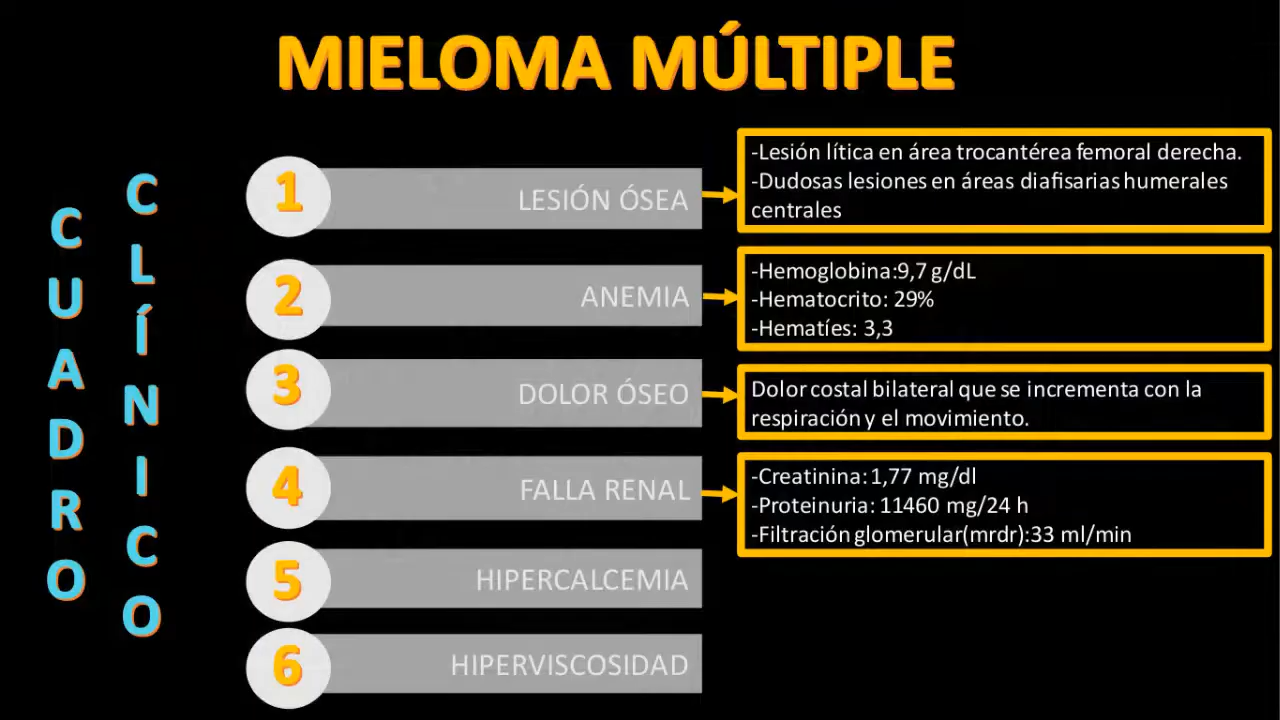 MIELOMA MÚLTIPLE
CUADRO
CLÍNICO
1
LESIÓN ÓSEA
-Lesión lítica en área trocantérea femoral derecha.
-Dudosas lesiones en áreas diafisarias humerales
centrales
2
ANEMIA
-Hemoglobina:9,7 g/dL
-Hematocrito: 29%
-Hematíes: 3,3
3
DOLOR ÓSEO
Dolor costal bilateral que se incrementa con la
respiración y el movimiento.
4
FALLA RENAL
-Creatinina: 1,77 mg/dl
-Proteinuria: 11460 mg/24 h
-Filtración glomerular(mrdr):33 ml/min
5
HIPERCALCEMIA
6
HIPERVISCOSIDAD